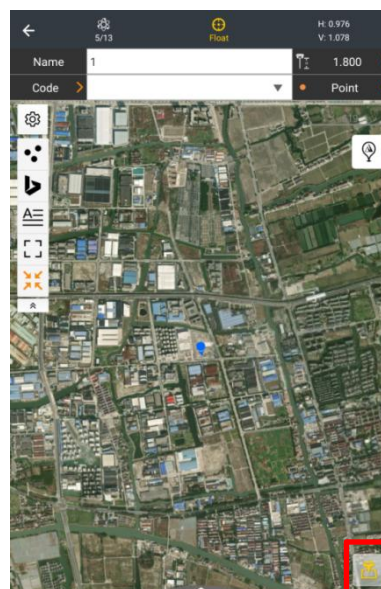 5/13
Float
H: 0.976
V: 1.078
Name 1 1.800
Code Point